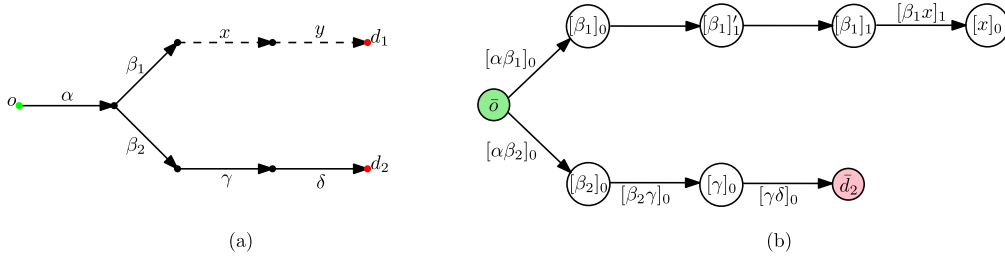 x y d₁
β₁
o α
β₂
γ δ d₂
(a)
[β₁]₀ [β₁]′₁ [β₁]₁ [β₁x]₁ [x]₀
[αβ₁]₀
ō
[αβ₂]₀
[β₂]₀ [β₂γ]₀ [γ]₀ [γδ]₀ d̄₂
(b)